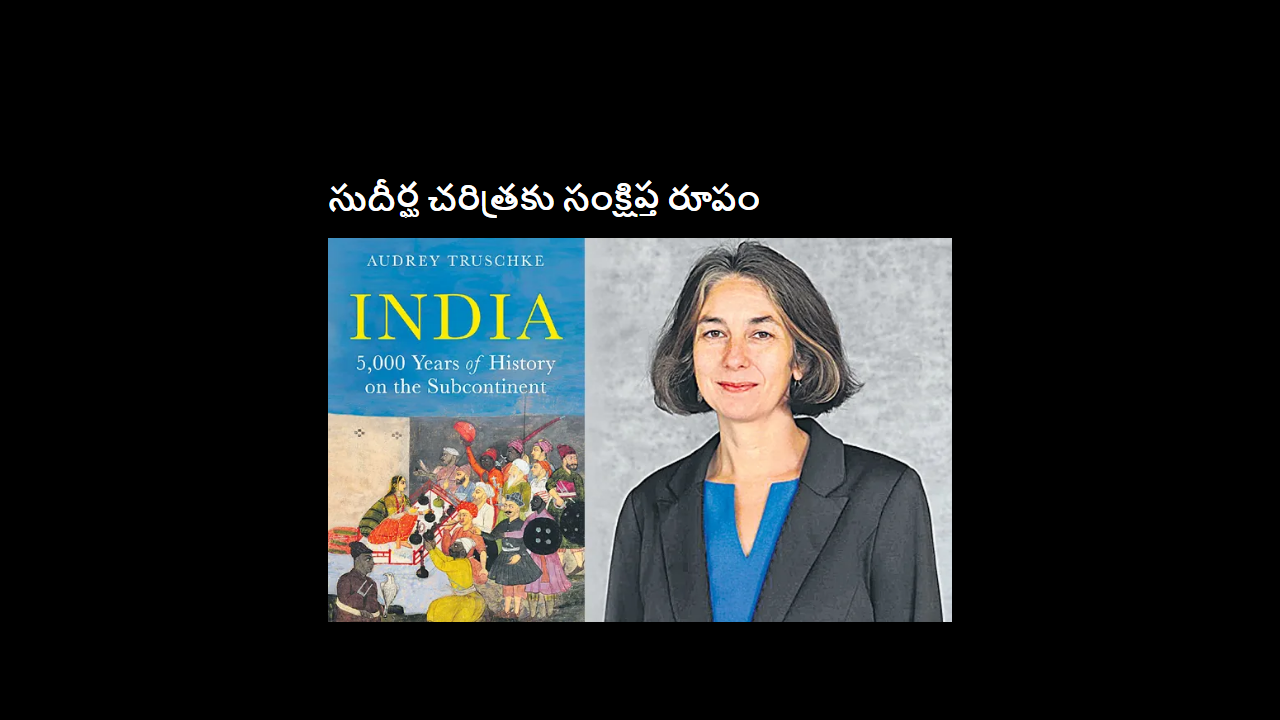 సుదీర్ఘ చరిత్రకు సంక్షిప్త రూపం
AUDREY TRUSCHKE
INDIA
5,000 Years of History
on the Subcontinent